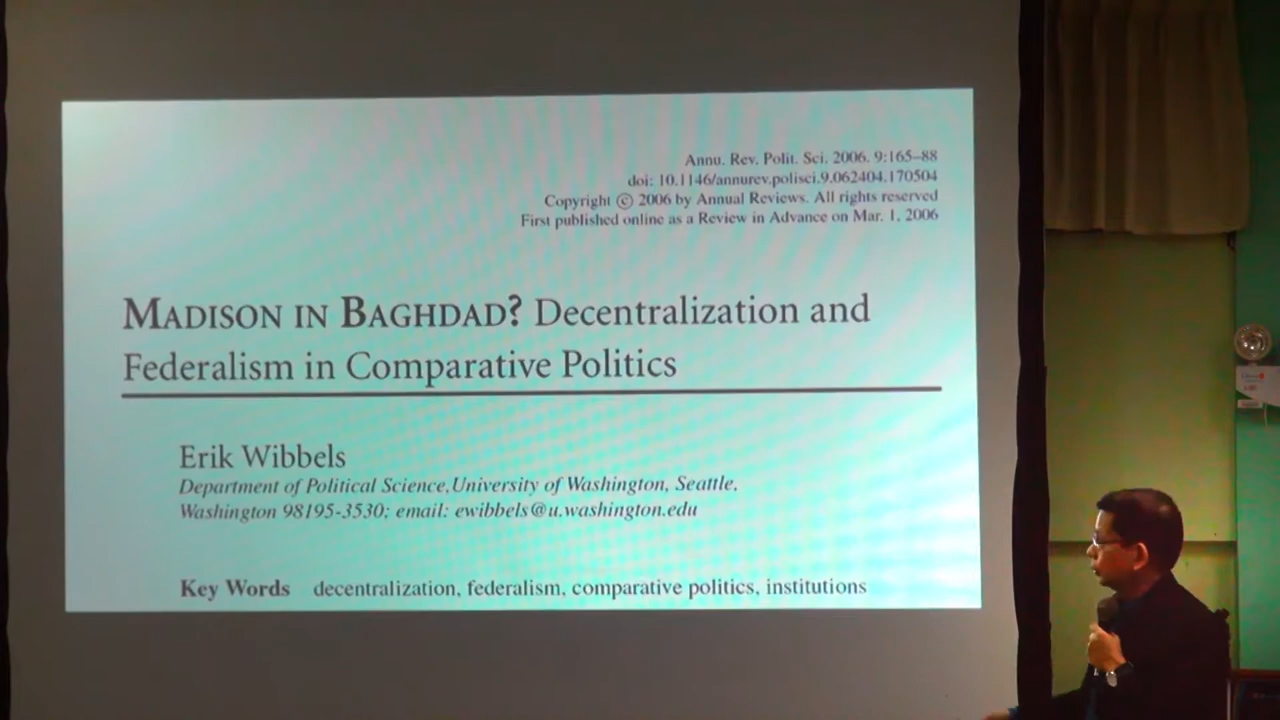 Annu. Rev. Polit. Sci. 2006. 9:165–88
doi: 10.1146/annurev.polisci.9.062404.170504
Copyright © 2006 by Annual Reviews. All rights reserved
First published online as a Review in Advance on Mar. 1, 2006
MADISON IN BAGHDAD? Decentralization and
Federalism in Comparative Politics
Erik Wibbels
Department of Political Science, University of Washington, Seattle,
Washington 98195-3530; email: ewibbels@u.washington.edu
Key Words decentralization, federalism, comparative politics, institutions